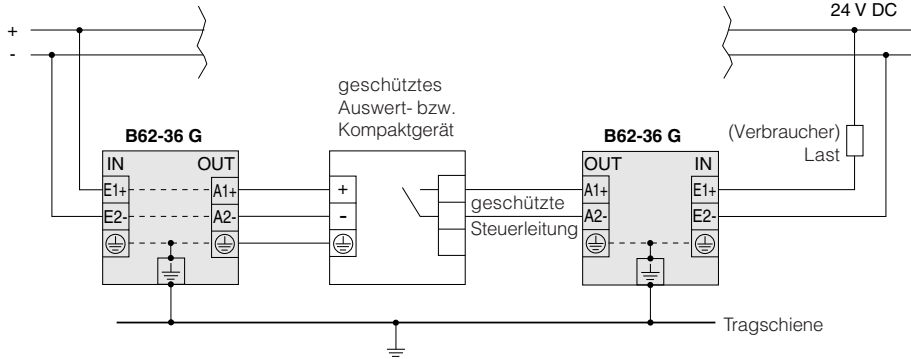 24 V DC
+
-
geschütztes
Auswert- bzw.
Kompaktgerät
B62-36 G
B62-36 G
(Verbraucher)
Last
IN OUT
OUT IN
E1+ A1+
+
A1+ E1+
E2- A2-
-
A2- E2-
geschützte
Steuerleitung
Tragschiene